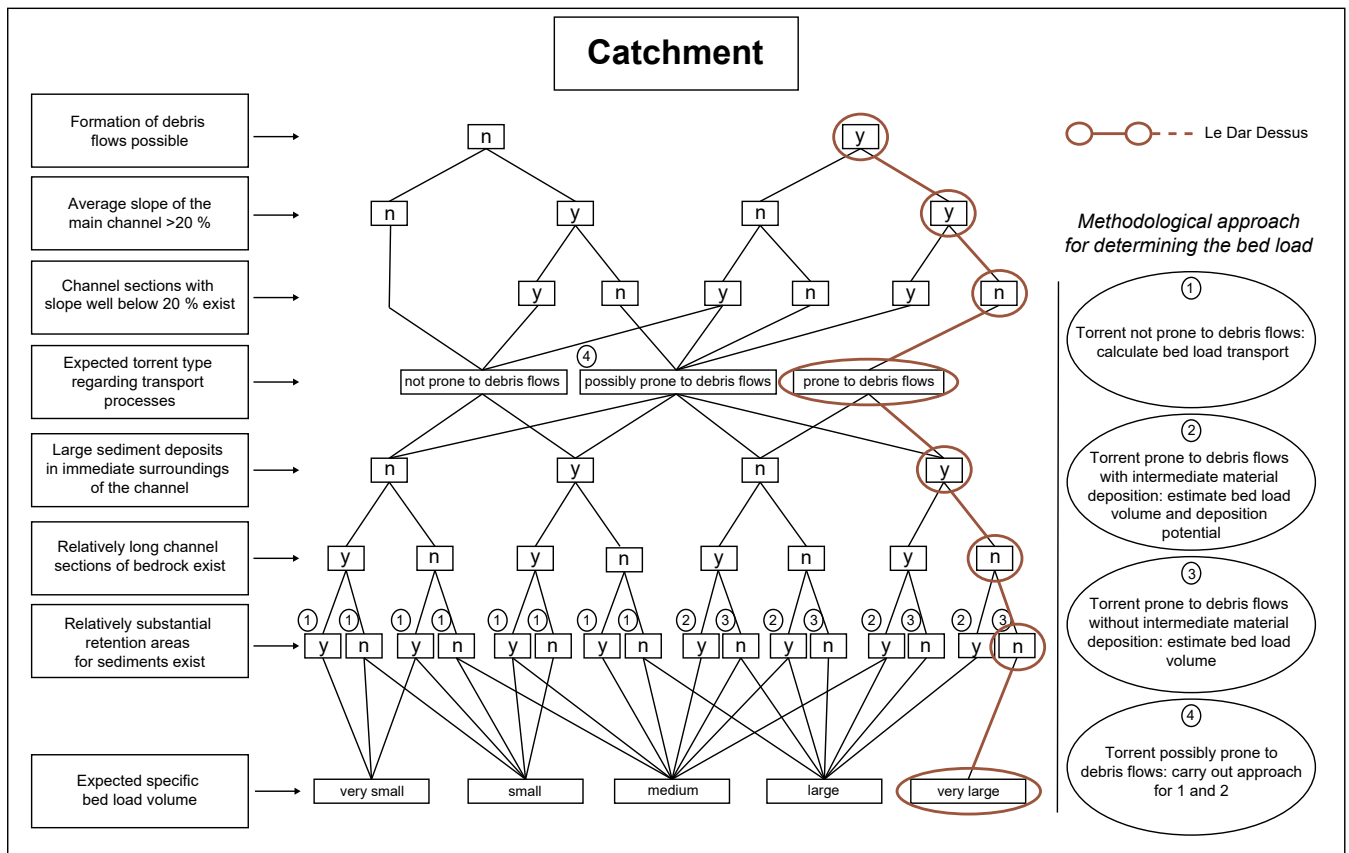 Catchment
Formation of debris
flows possible
n
y
Le Dar Dessus
Average slope of the
main channel >20 %
n
y
n
y
Methodological approach
for determining the bed load
Channel sections with
slope well below 20 % exist
y
n
y
n
y
n
1
Torrent not prone to debris flows:
calculate bed load transport
Expected torrent type
regarding transport
processes
4
not prone to debris flows
possibly prone to debris flows
prone to debris flows
Large sediment deposits
in immediate surroundings
of the channel
n
y
n
y
2
Torrent prone to debris flows
with intermediate material
deposition: estimate bed load
volume and deposition
potential
Relatively long channel
sections of bedrock exist
y
n
y
n
y
n
y
n
3
Torrent prone to debris flows
without intermediate material
deposition: estimate bed load
volume
Relatively substantial
retention areas
for sediments exist
1 1 1 1 1 1 1 1 2 3 2 3 2 3 2 3
y n y n y n y n y n y n y n y n
4
Torrent possibly prone to
debris flows: carry out approach
for 1 and 2
Expected specific
bed load volume
very small
small
medium
large
very large